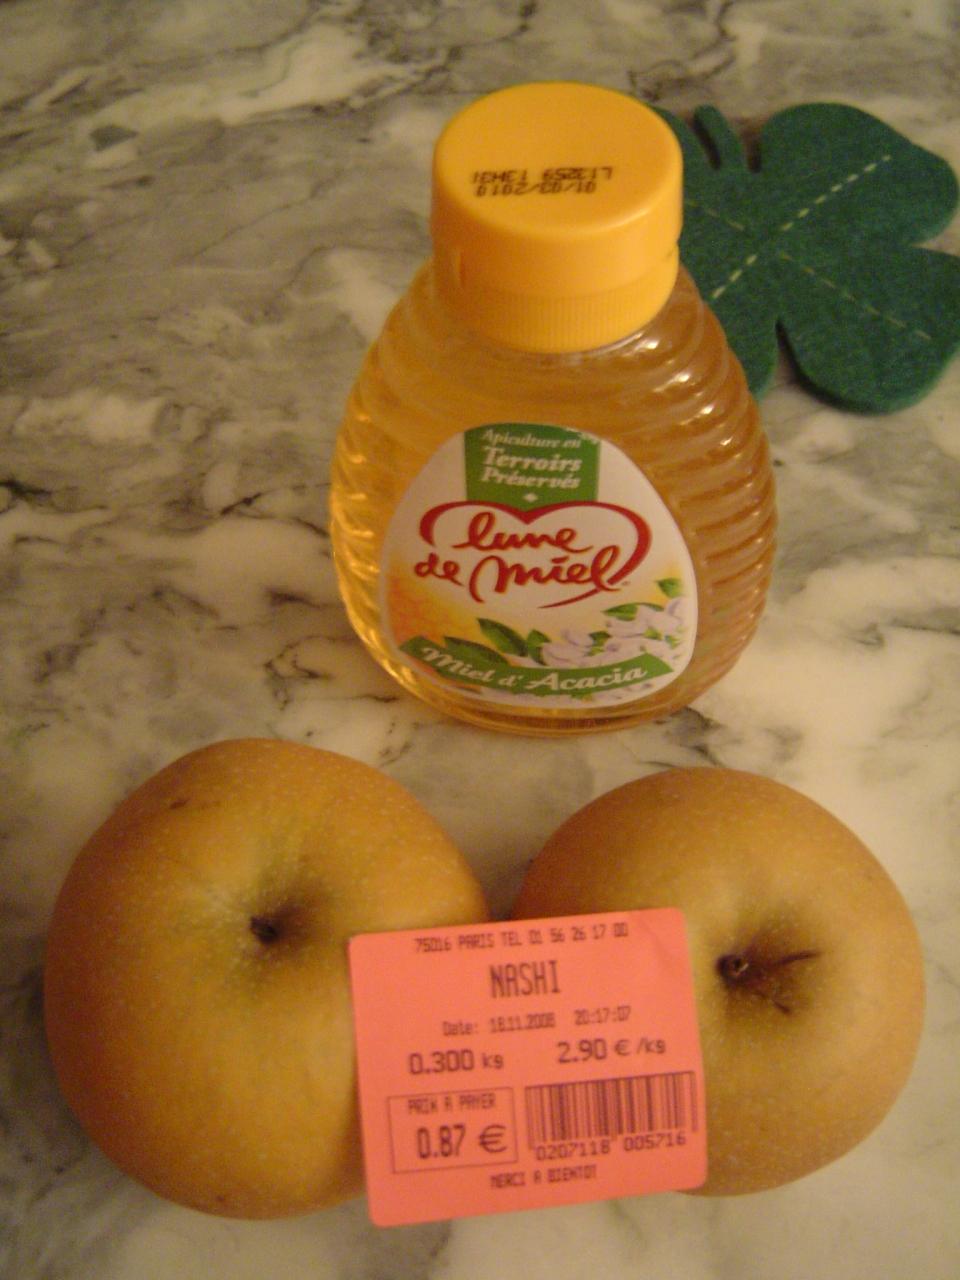 L13259 13H31
01/03/2010
Apiculture en
Terroirs
Préservés
lune
de miel
Miel d'Acacia
75016 PARIS TEL 01 56 26 17 00
NASHI
Date: 18.11.2008 20:17:07
0.300 kg 2.90 €/kg
PRIX A PAYER
0.87 €
0207118 005716
MERCI A BIENTOT